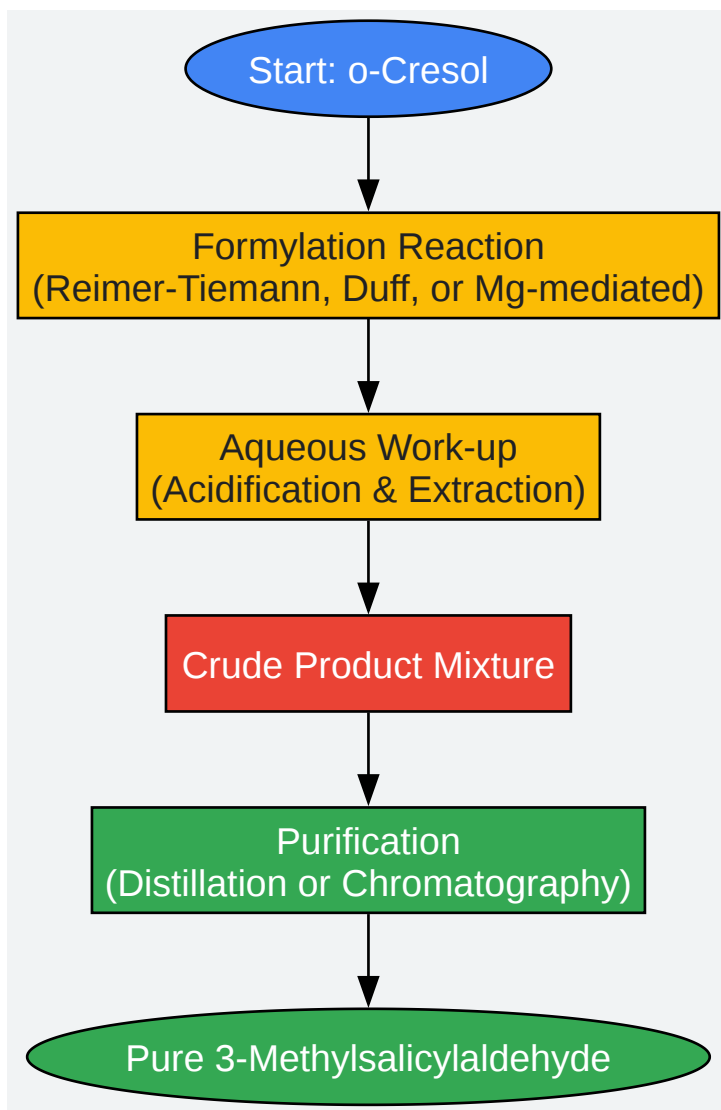 Start: o-Cresol
Formylation Reaction
(Reimer-Tiemann, Duff, or Mg-mediated)
Aqueous Work-up
(Acidification & Extraction)
Crude Product Mixture
Purification
(Distillation or Chromatography)
Pure 3-Methylsalicylaldehyde